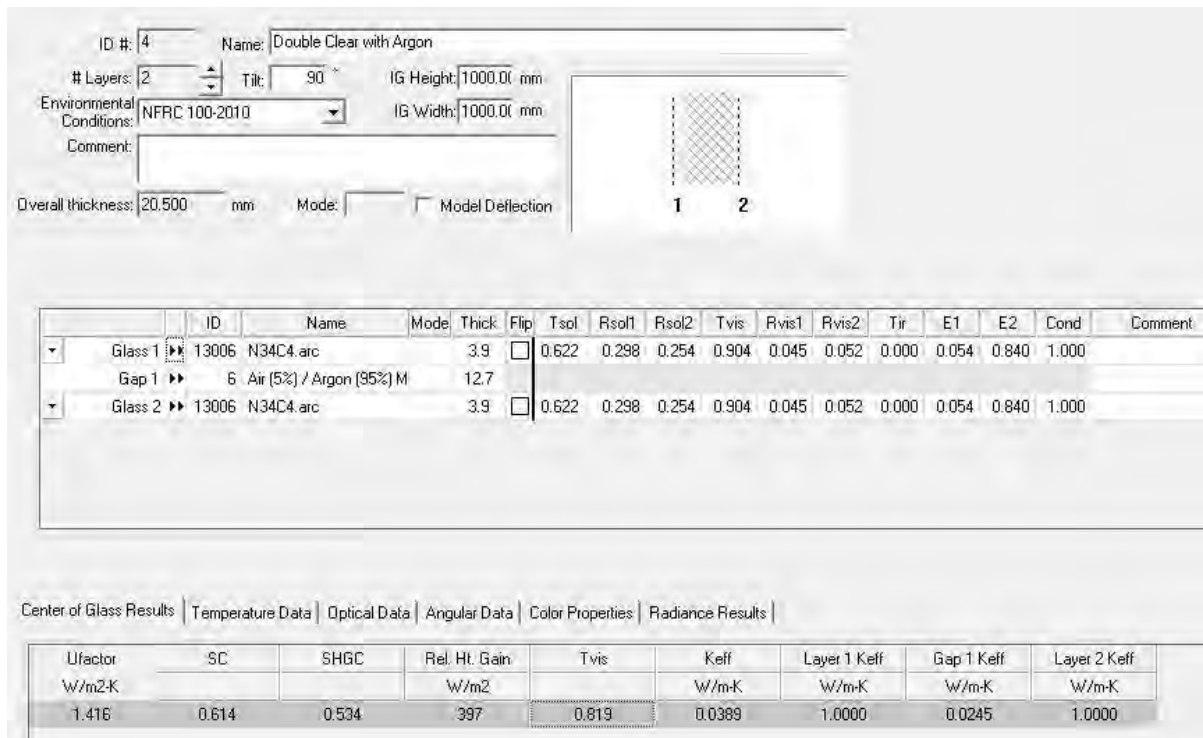 ID #: 4 Name: Double Clear with Argon
# Layers: 2 Tilt: 90 ° IG Height: 1000.00 mm
Environmental Conditions: NFRC 100-2010 IG Width: 1000.00 mm
Comment:
Overall thickness: 20.500 mm Mode: Model Deflection
1 2
ID Name Mode Thick Flip Tsol Rsol1 Rsol2 Tvis Rvis1 Rvis2 Tir E1 E2 Cond Comment
Glass 1 13006 N34C4.arc 3.9 0.622 0.298 0.254 0.904 0.045 0.052 0.000 0.054 0.840 1.000
Gap 1 6 Air (5%) / Argon (95%) M 12.7
Glass 2 13006 N34C4.arc 3.9 0.622 0.298 0.254 0.904 0.045 0.052 0.000 0.054 0.840 1.000
Center of Glass Results Temperature Data Optical Data Angular Data Color Properties Radiance Results
Ufactor SC SHGC Rel. Ht. Gain Tvis Keff Layer 1 Keff Gap 1 Keff Layer 2 Keff
W/m2-K W/m2 W/m-K W/m-K W/m-K W/m-K
1.416 0.614 0.534 397 0.819 0.0389 1.0000 0.0245 1.0000